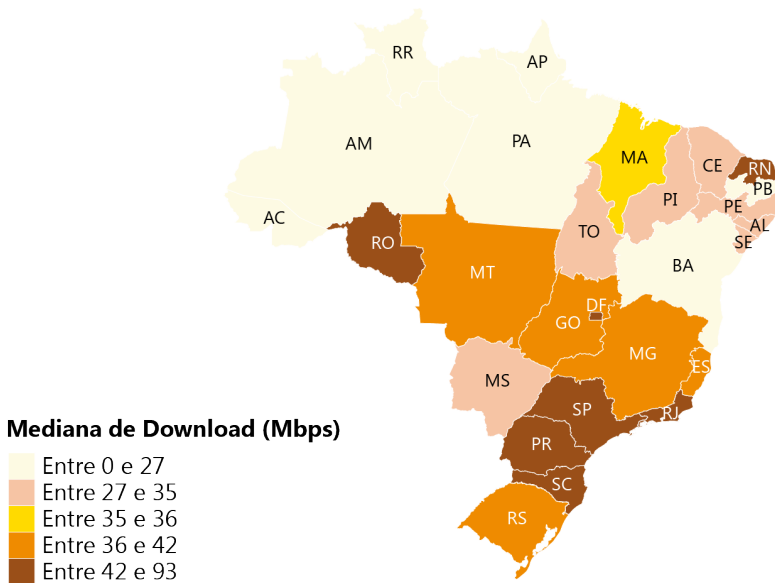 RR
AP
AM
PA
MA
CE
RN
PB
PI
PE
AL
SE
AC
RO
TO
BA
MT
DF
GO
MG
ES
MS
SP
RJ
PR
SC
RS
Mediana de Download (Mbps)
Entre 0 e 27
Entre 27 e 35
Entre 35 e 36
Entre 36 e 42
Entre 42 e 93